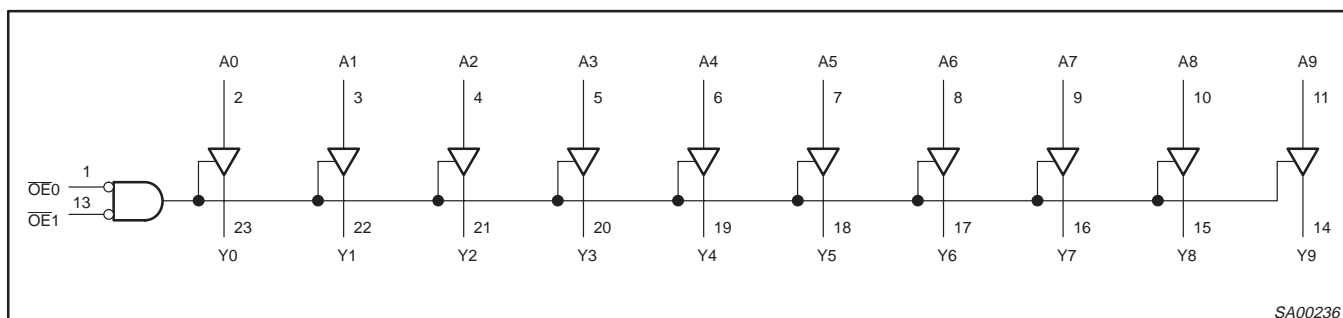 A0 A1 A2 A3 A4 A5 A6 A7 A8 A9
2 3 4 5 6 7 8 9 10 11
1
O̅E̅0
13
O̅E̅1
23 22 21 20 19 18 17 16 15 14
Y0 Y1 Y2 Y3 Y4 Y5 Y6 Y7 Y8 Y9
SA00236